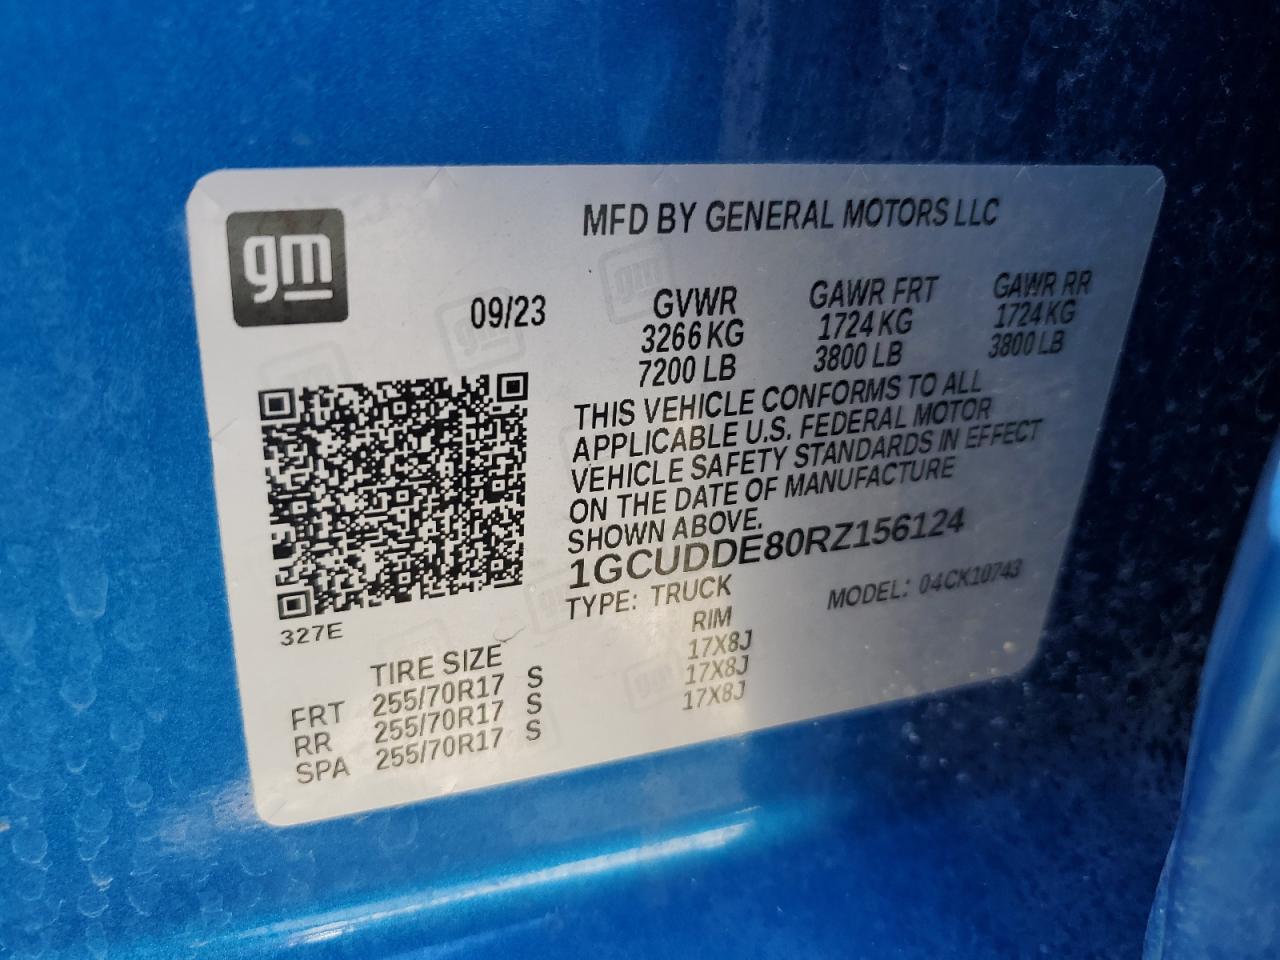 gm
MFD BY GENERAL MOTORS LLC
09/23
GVWR GAWR FRT GAWR RR
3266 KG 1724 KG 1724 KG
7200 LB 3800 LB 3800 LB
THIS VEHICLE CONFORMS TO ALL
APPLICABLE U.S. FEDERAL MOTOR
VEHICLE SAFETY STANDARDS IN EFFECT
ON THE DATE OF MANUFACTURE
SHOWN ABOVE.
1GCUDDE80RZ156124
TYPE: TRUCK MODEL: 04CK10743
327E
TIRE SIZE RIM
FRT 255/70R17 S 17X8J
RR 255/70R17 S 17X8J
SPA 255/70R17 S 17X8J